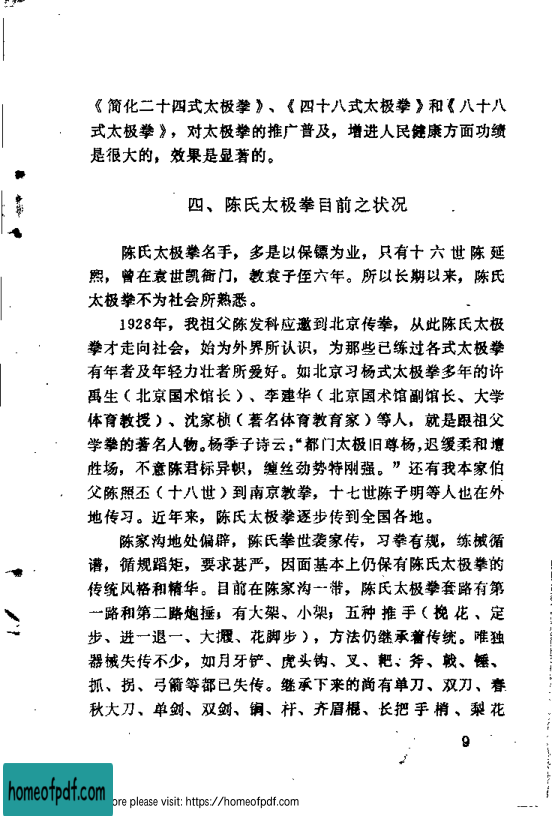 《简化二十四式太极拳》、《四十八式太极拳》和《八十八
式太极拳》，对太极拳的推广普及，增进人民健康方面功绩
是很大的，效果是显著的。
四、陈氏太极拳目前之状况
陈氏太极拳名手，多是以保镖为业，只有十六世陈延
熙，曾在袁世凯衙门，教袁子侄六年。所以长期以来，陈氏
太极拳不为社会所熟悉。
1928年，我祖父陈发科应邀到北京传拳，从此陈氏太极
拳才走向社会，始为外界所认识，为那些已练过各式太极拳
有年者及年轻力壮者所爱好。如北京习杨式太极拳多年的许
禹生（北京国术馆长）、李建华（北京国术馆副馆长、大学
体育教授）、沈家桢（著名体育教育家）等人，就是跟祖父
学拳的著名人物。杨季子诗云：“都门太极旧尊杨，迟缓柔和擅
胜场，不意陈君标异帜，缠丝劲势特刚强。”还有我本家伯
父陈照丕（十八世）到南京教拳，十七世陈子明等人也在外
地传习。近年来，陈氏太极拳逐步传到全国各地。
陈家沟地处偏辟，陈氏拳世袭家传，习拳有规，练械循
谱，循规蹈矩，要求甚严，因而基本上仍保有陈氏太极拳的
传统风格和精华。目前在陈家沟一带，陈氏太极拳套路有第
一路和第二路炮捶；有大架、小架；五种推手（挽花、定
步、进一退一、大履、花脚步），方法仍继承着传统。唯独
器械失传不少，如月牙铲、虎头钩、叉、耙、斧、戟、锤、
抓、拐、弓箭等都已失传。继承下来的尚有单刀、双刀、春
秋大刀、单剑、双剑、锏、杆、齐眉棍、长把手梢、梨花
9
homeofpdf.com
ore please visit: https://homeofpdf.com